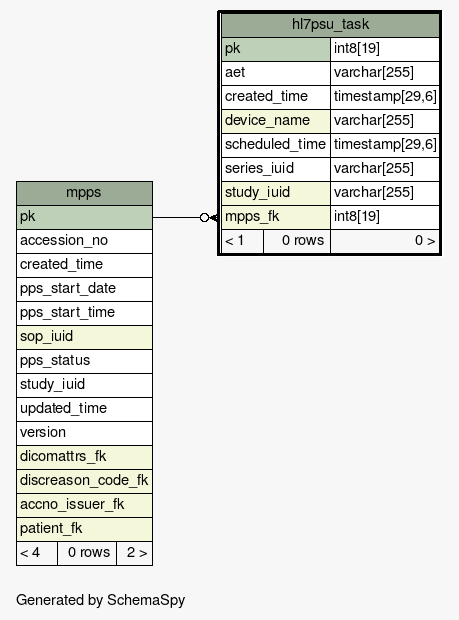 hl7psu_task
pk int8[19]
aet varchar[255]
created_time timestamp[29,6]
device_name varchar[255]
scheduled_time timestamp[29,6]
series_iuid varchar[255]
study_iuid varchar[255]
mpps_fk int8[19]
< 1 0 rows 0 >
mpps
pk
accession_no
created_time
pps_start_date
pps_start_time
sop_iuid
pps_status
study_iuid
updated_time
version
dicomattrs_fk
discreason_code_fk
accno_issuer_fk
patient_fk
< 4 0 rows 2 >
Generated by SchemaSpy